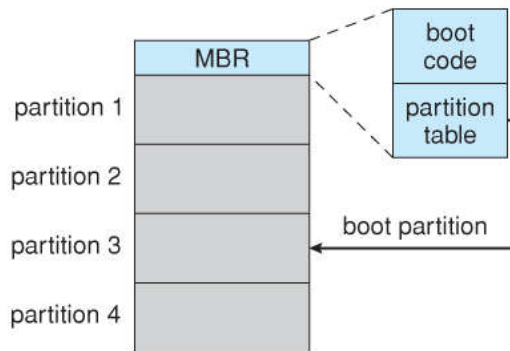 MBR
boot
code
partition
table
partition 1
partition 2
boot partition
partition 3
partition 4